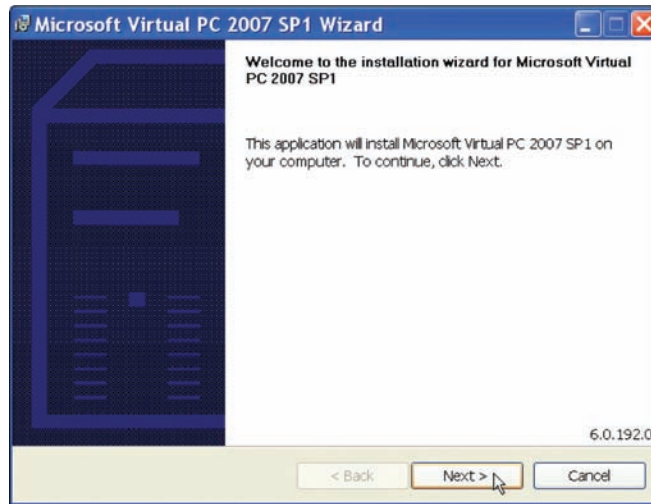 Microsoft Virtual PC 2007 SP1 Wizard
Welcome to the installation wizard for Microsoft Virtual
PC 2007 SP1
This application will install Microsoft Virtual PC 2007 SP1 on
your computer. To continue, click Next.
6.0.192.0
< Back
Next >
Cancel